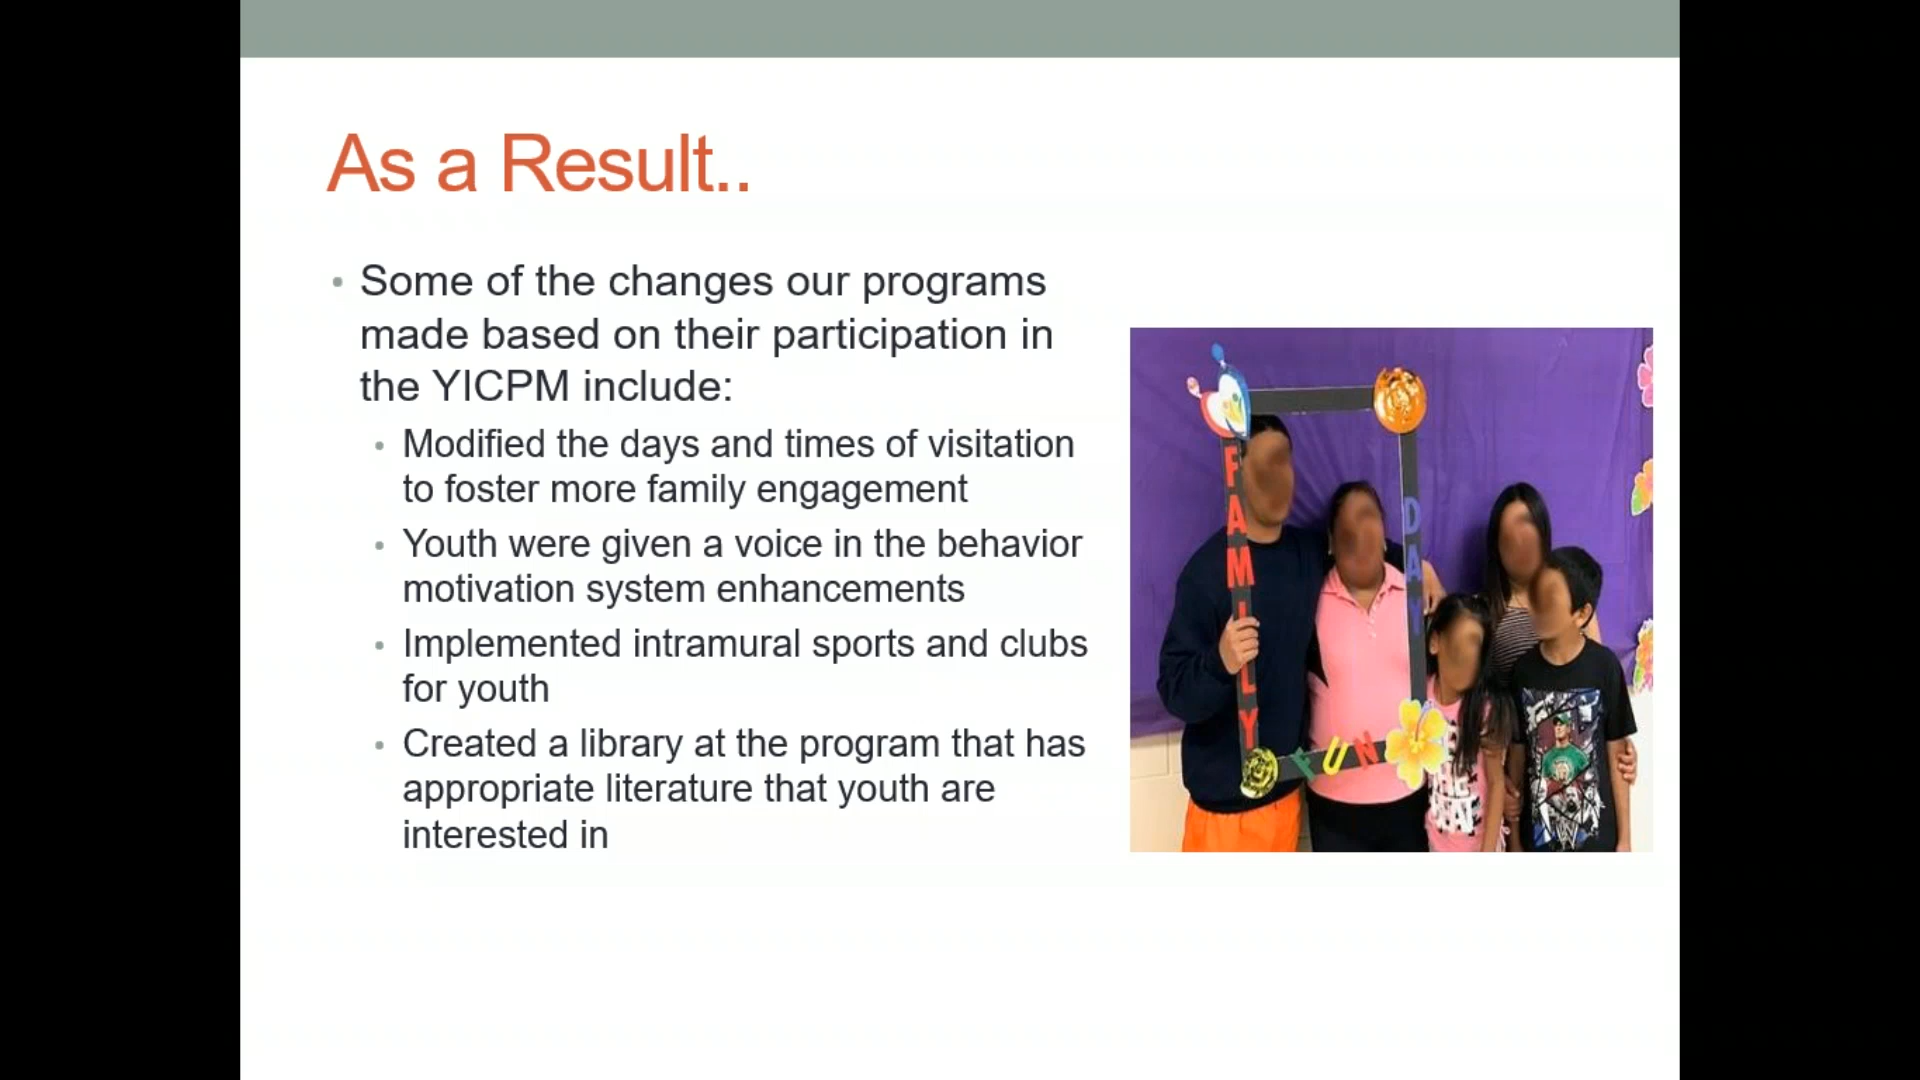 As a Result..
• Some of the changes our programs
made based on their participation in
the YICPM include:
• Modified the days and times of visitation
to foster more family engagement
• Youth were given a voice in the behavior
motivation system enhancements
• Implemented intramural sports and clubs
for youth
• Created a library at the program that has
appropriate literature that youth are
interested in
FAMILY
FUN
DAY